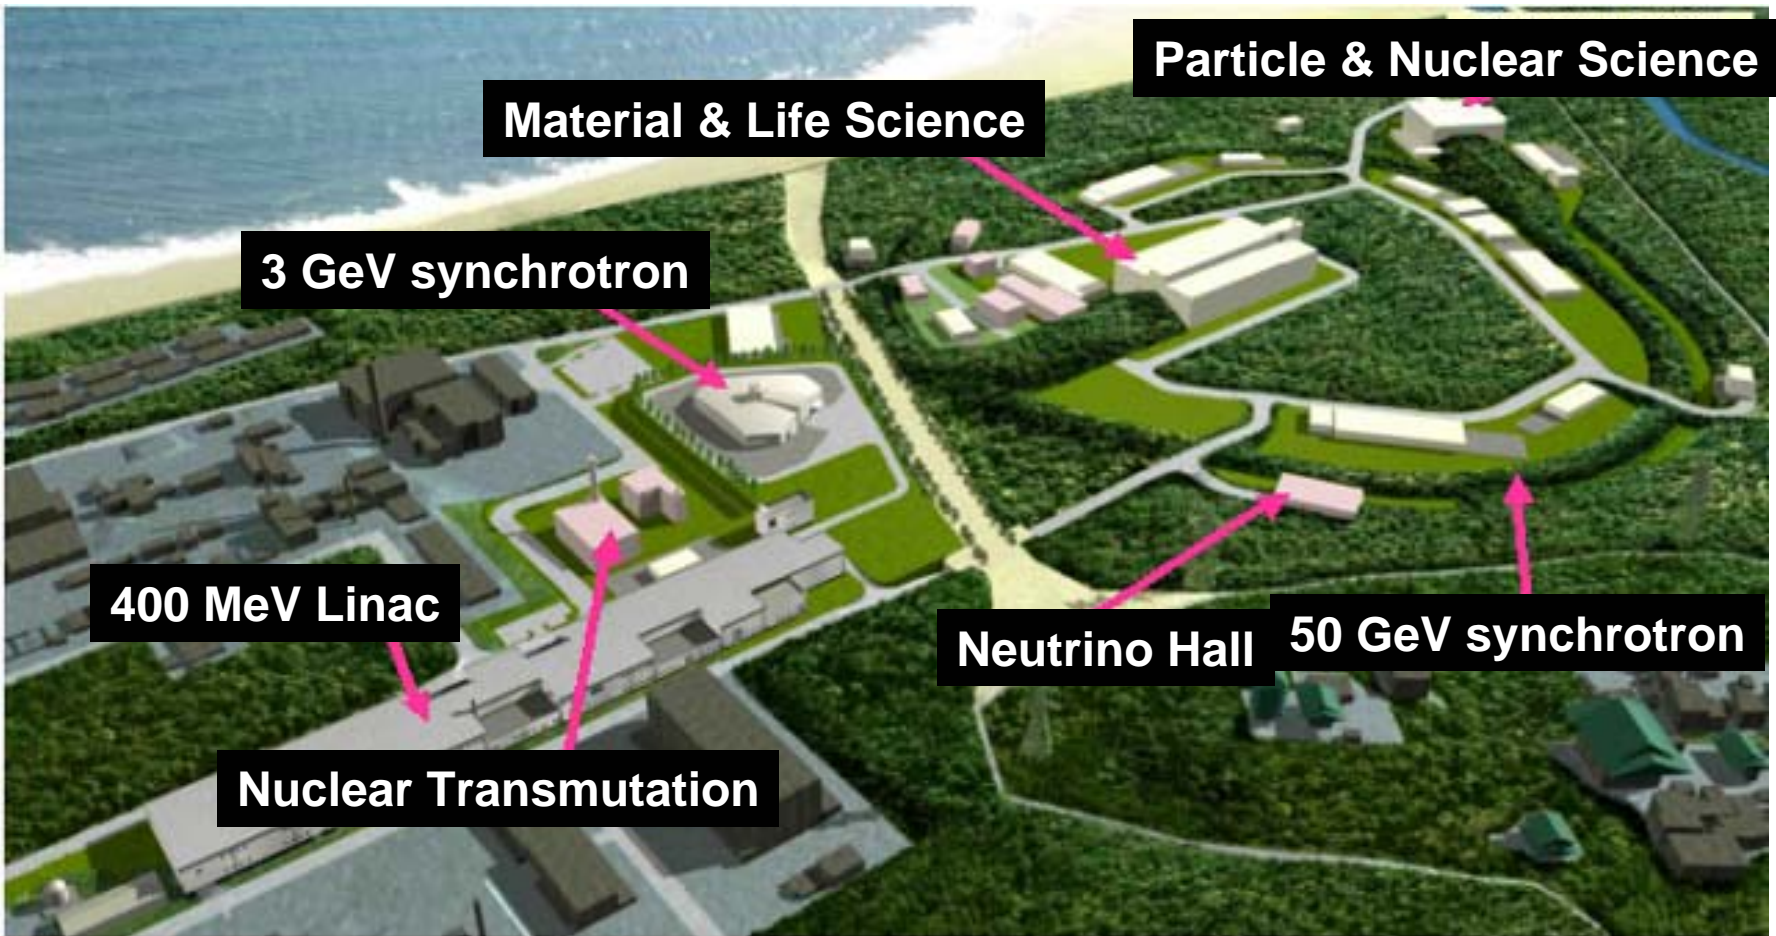 Particle & Nuclear Science
Material & Life Science
3 GeV synchrotron
400 MeV Linac
Neutrino Hall
50 GeV synchrotron
Nuclear Transmutation